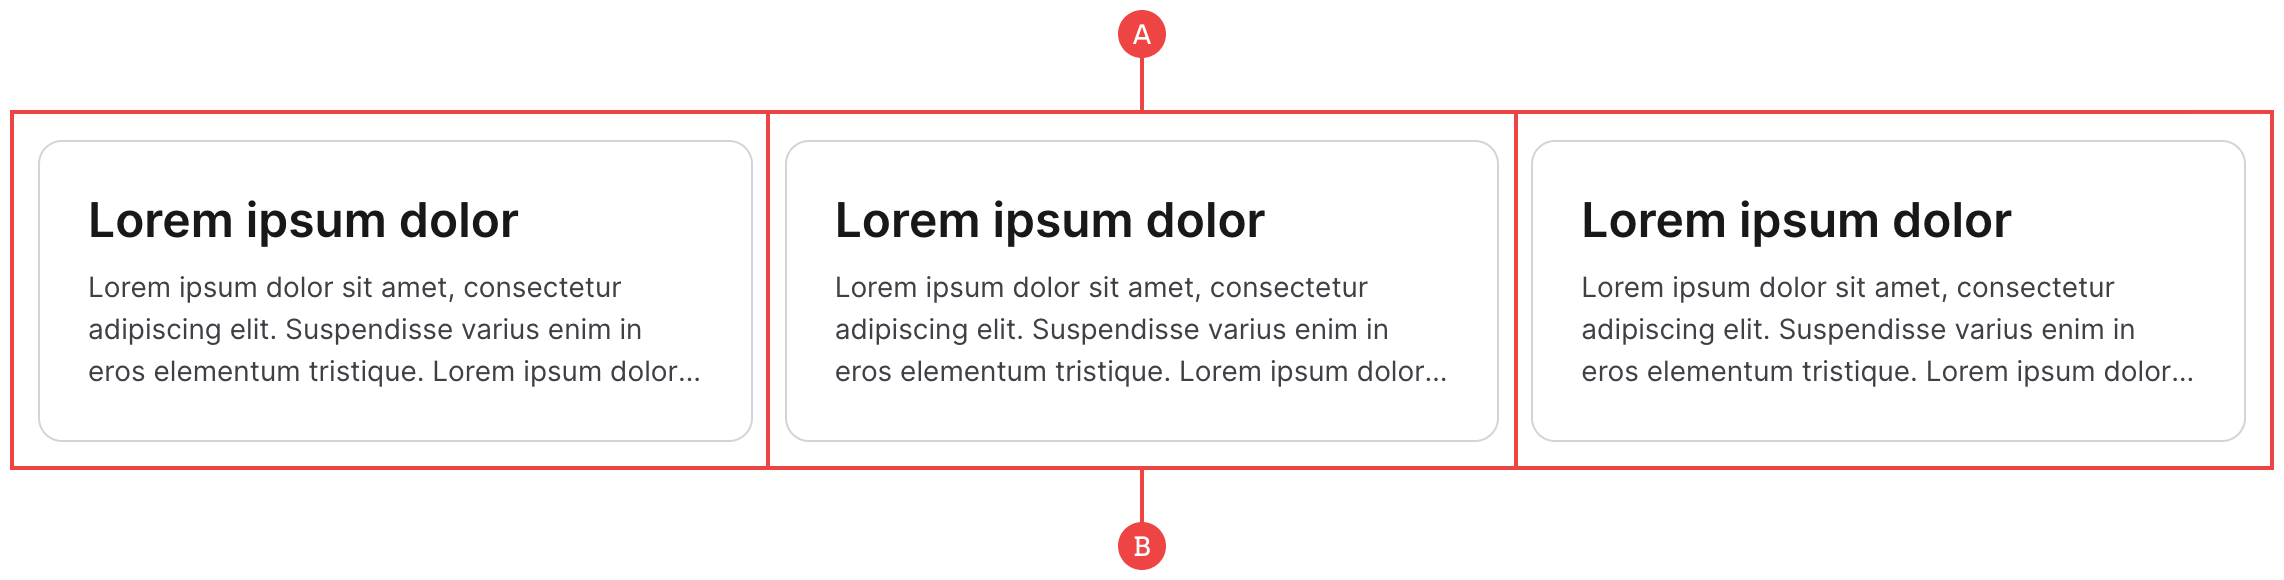 A
Lorem ipsum dolor
Lorem ipsum dolor sit amet, consectetur
adipiscing elit. Suspendisse varius enim in
eros elementum tristique. Lorem ipsum dolor...
Lorem ipsum dolor
Lorem ipsum dolor sit amet, consectetur
adipiscing elit. Suspendisse varius enim in
eros elementum tristique. Lorem ipsum dolor...
Lorem ipsum dolor
Lorem ipsum dolor sit amet, consectetur
adipiscing elit. Suspendisse varius enim in
eros elementum tristique. Lorem ipsum dolor...
B